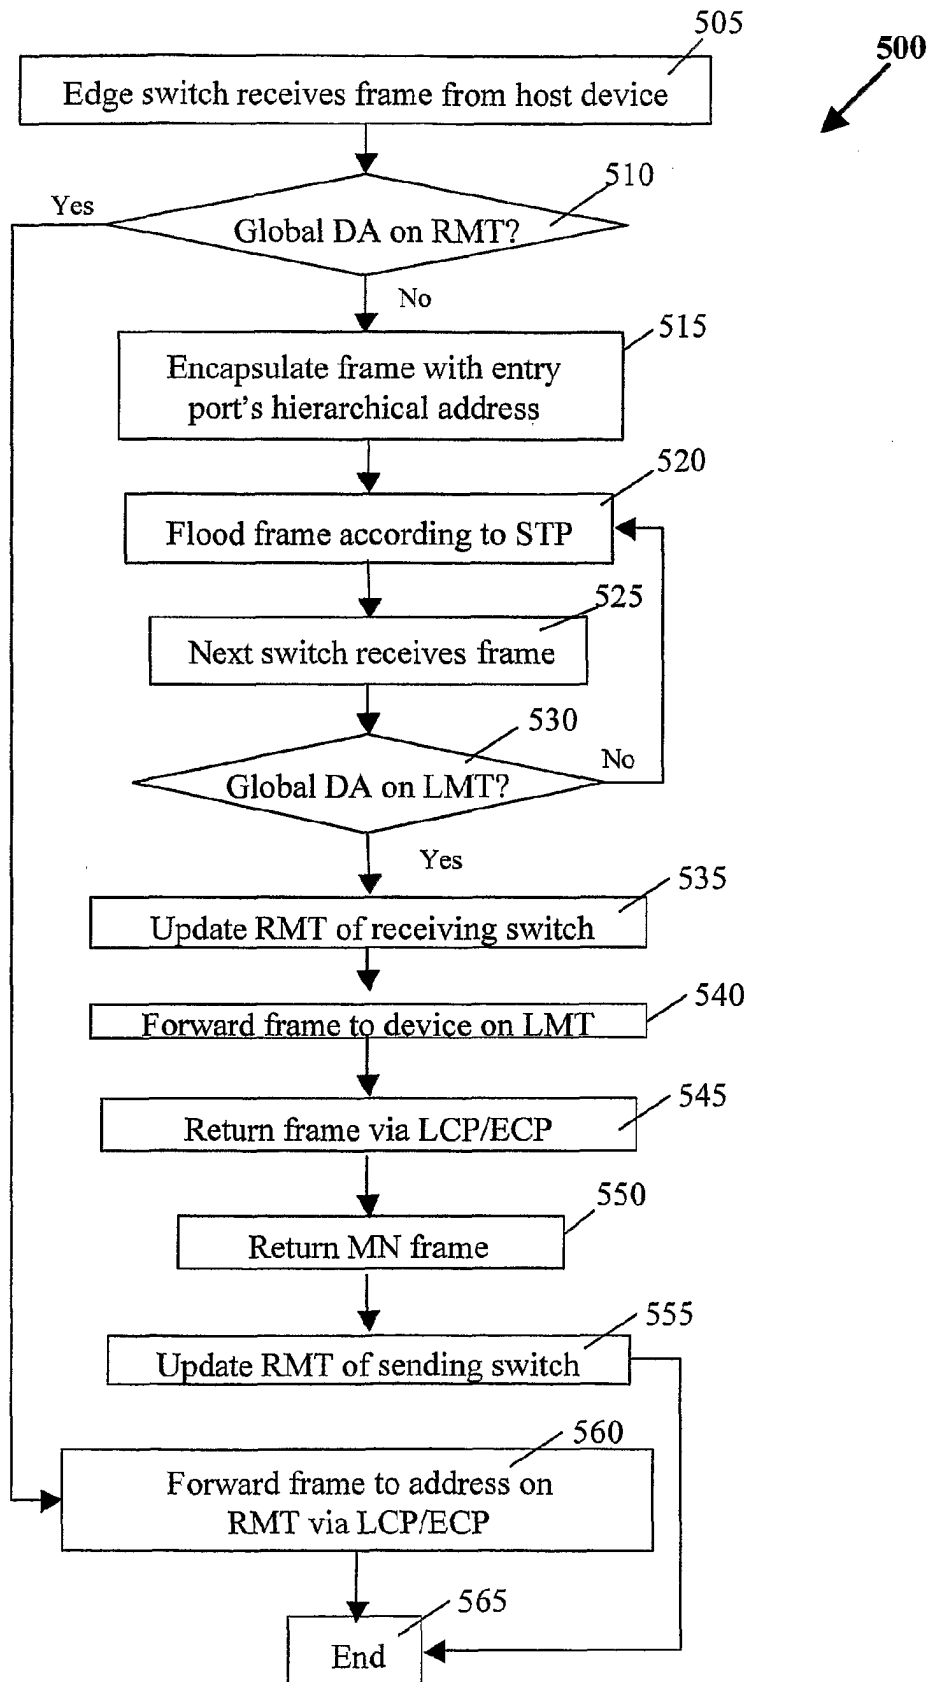 505
500
Edge switch receives frame from host device
510
Yes
Global DA on RMT?
No
515
Encapsulate frame with entry
port's hierarchical address
520
Flood frame according to STP
525
Next switch receives frame
530
No
Global DA on LMT?
Yes
535
Update RMT of receiving switch
540
Forward frame to device on LMT
545
Return frame via LCP/ECP
550
Return MN frame
555
Update RMT of sending switch
560
Forward frame to address on
RMT via LCP/ECP
565
End